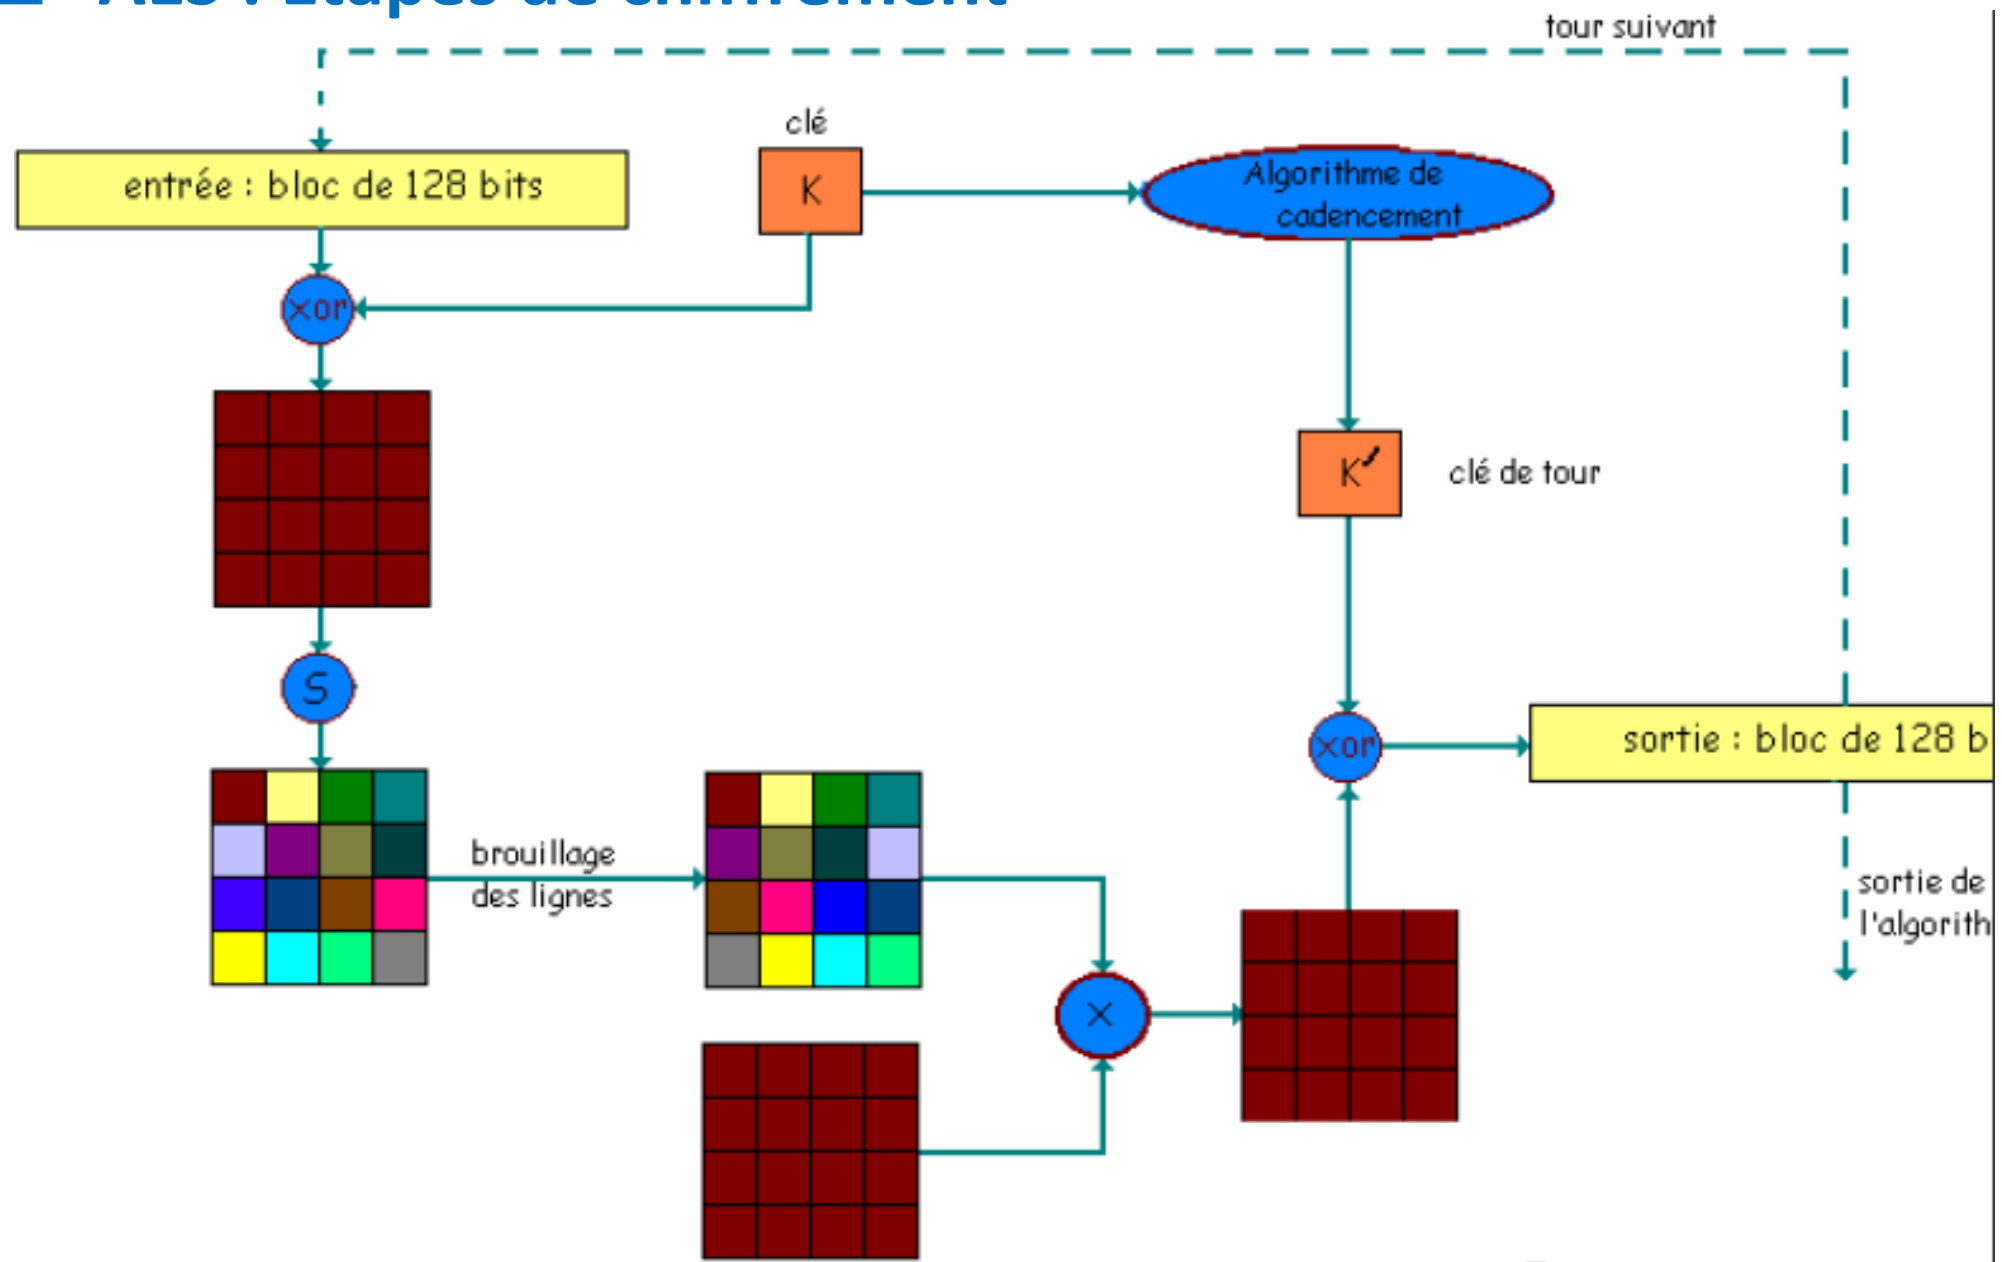 tour suivant
clé
entrée : bloc de 128 bits
K
Algorithme de
cadencement
xor
K'
clé de tour
S
xor
sortie : bloc de 128 b
brouillage
des lignes
sortie de
l'algorith
X